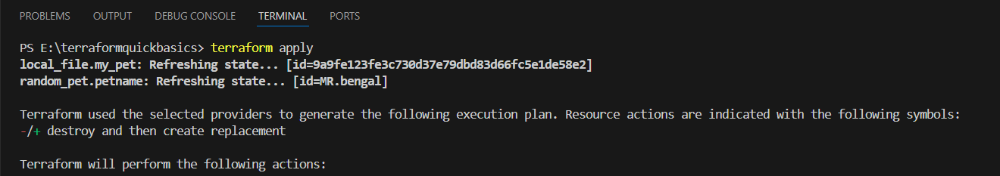 PROBLEMS OUTPUT DEBUG CONSOLE TERMINAL PORTS
PS E:\terraformquickbasics> terraform apply
local_file.my_pet: Refreshing state... [id=9a9fe123fe3c730d37e79dbd83d66fc5e1de58e2]
random_pet.petname: Refreshing state... [id=MR.bengal]
Terraform used the selected providers to generate the following execution plan. Resource actions are indicated with the following symbols:
-/+ destroy and then create replacement
Terraform will perform the following actions: